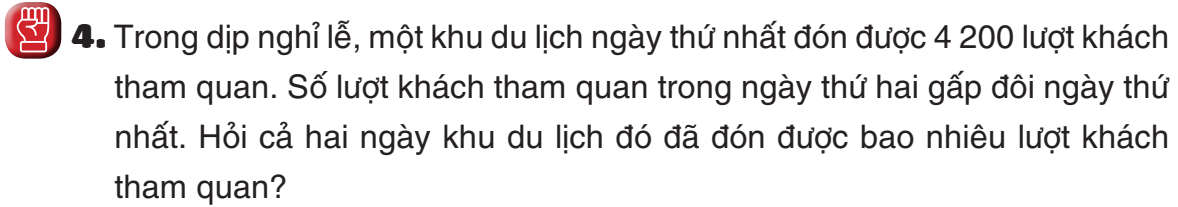 4. Trong dịp nghỉ lễ, một khu du lịch ngày thứ nhất đón được 4 200 lượt khách
tham quan. Số lượt khách tham quan trong ngày thứ hai gấp đôi ngày thứ
nhất. Hỏi cả hai ngày khu du lịch đó đã đón được bao nhiêu lượt khách
tham quan?